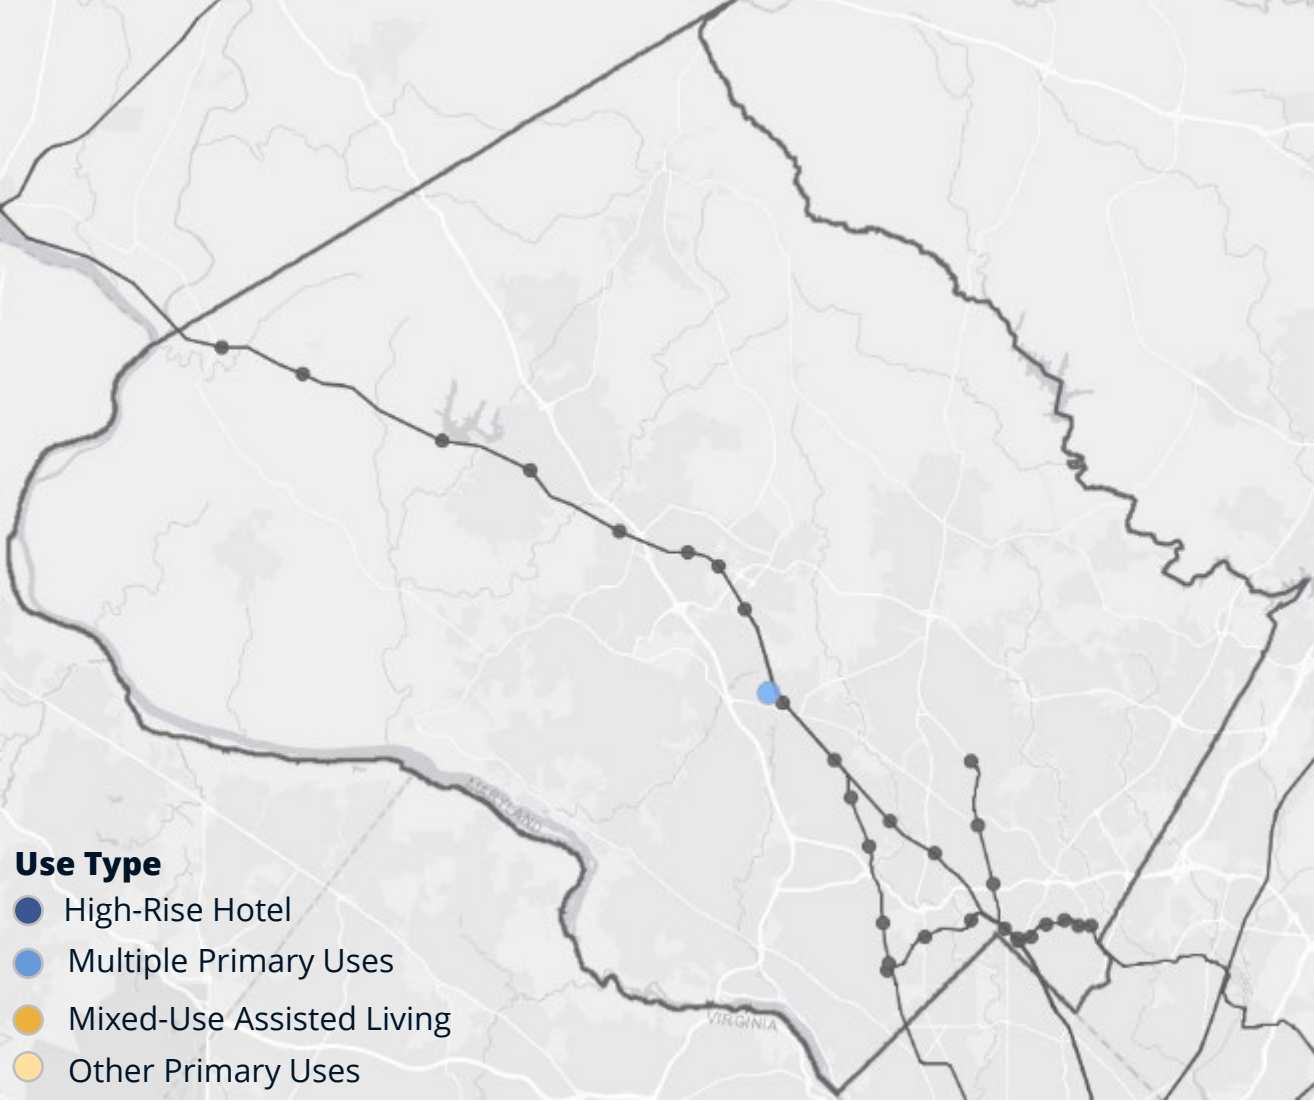 MARYLAND
Use Type
High-Rise Hotel
Multiple Primary Uses
Mixed-Use Assisted Living
VIRGINIA
Other Primary Uses